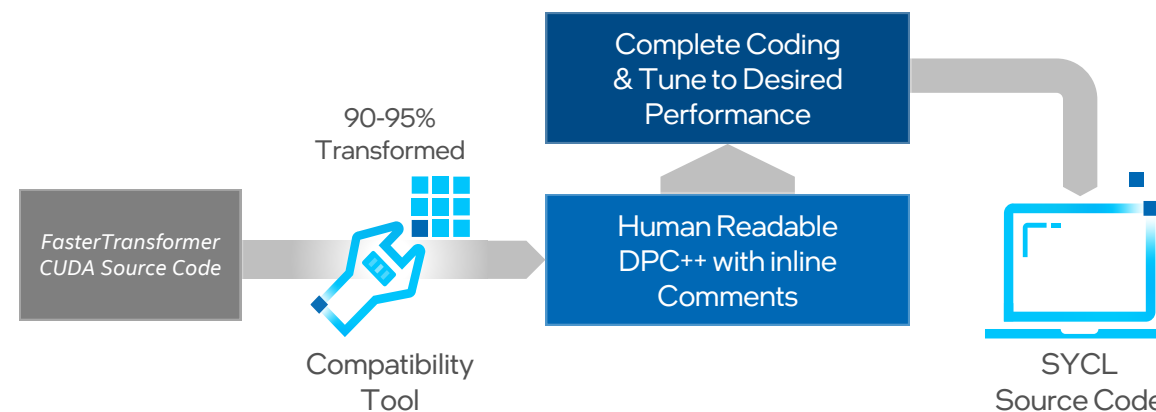 FasterTransformer
CUDA Source Code
90-95%
Transformed
Compatibility
Tool
Human Readable
DPC++ with inline
Comments
Complete Coding
& Tune to Desired
Performance
SYCL
Source Code